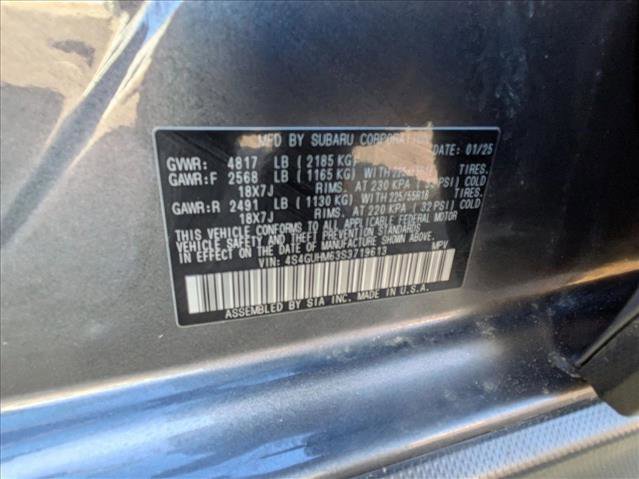 MFD BY SUBARU CORPORATION DATE: 01/25
GVWR: 4817 LB ( 2185 KG)
GAWR:F 2568 LB ( 1165 KG) WITH TIRES.
18X7J RIMS. AT 230 KPA ( PSI) COLD
GAWR:R 2491 LB ( 1130 KG) WITH 225/55R18 TIRES.
18X7J RIMS. AT 220 KPA ( 32 PSI) COLD
THIS VEHICLE CONFORMS TO ALL APPLICABLE FEDERAL MOTOR
VEHICLE SAFETY AND THEFT PREVENTION STANDARDS
IN EFFECT ON THE DATE OF MANUFACTURE SHOWN ABOVE.
VIN: 4S4GUHM63S3719613 MPV
ASSEMBLED BY SIA INC. MADE IN U.S.A.